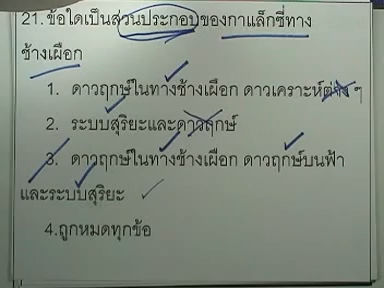 21. ข้อใดเป็นส่วนประกอบของกาแล็กซี่ทาง
ช้างเผือก
1. ดาวฤกษ์ในทางช้างเผือก ดาวเคราะห์ต่าง ๆ
2. ระบบสุริยะและดาวฤกษ์
3. ดาวฤกษ์ในทางช้างเผือก ดาวฤกษ์บนฟ้า
และระบบสุริยะ
4.ถูกหมดทุกข้อ